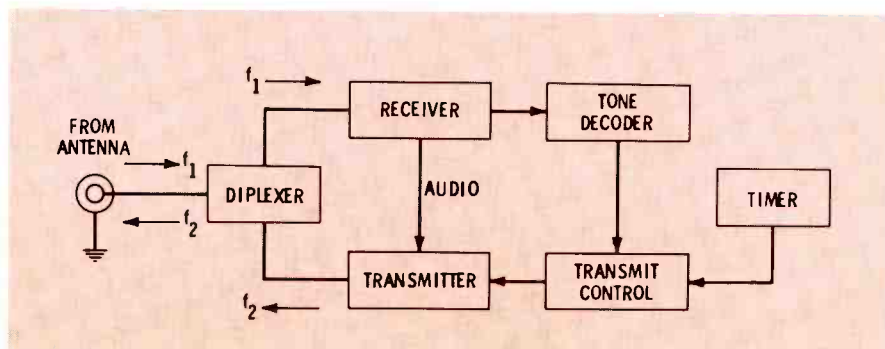 f1
RECEIVER
TONE
DECODER
FROM
ANTENNA
f1
DIPLEXER
AUDIO
TIMER
f2
TRANSMITTER
TRANSMIT
CONTROL
f2